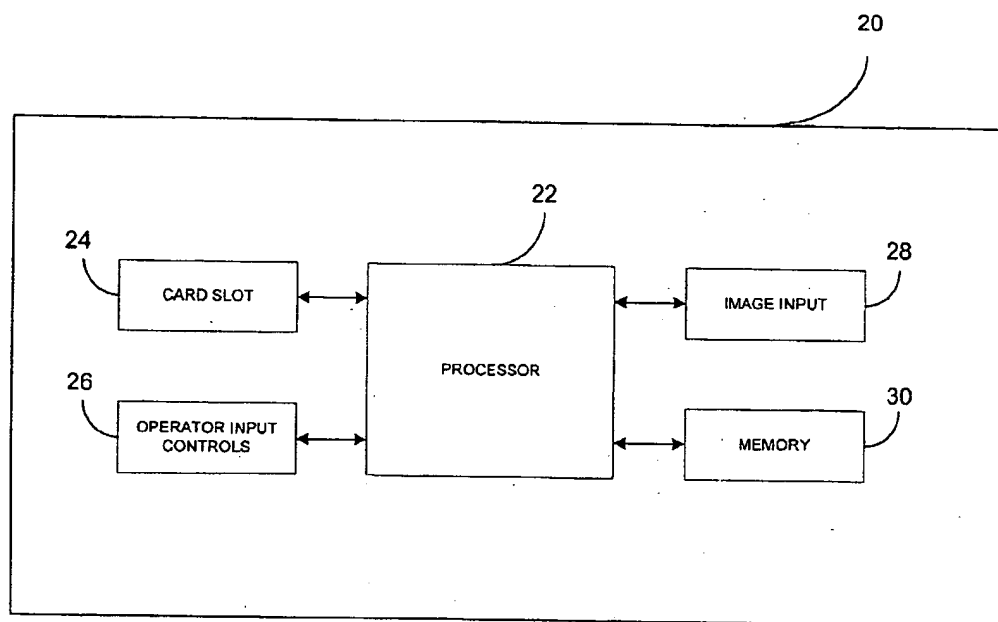 20
22
24
CARD SLOT
28
IMAGE INPUT
PROCESSOR
26
OPERATOR INPUT
CONTROLS
30
MEMORY